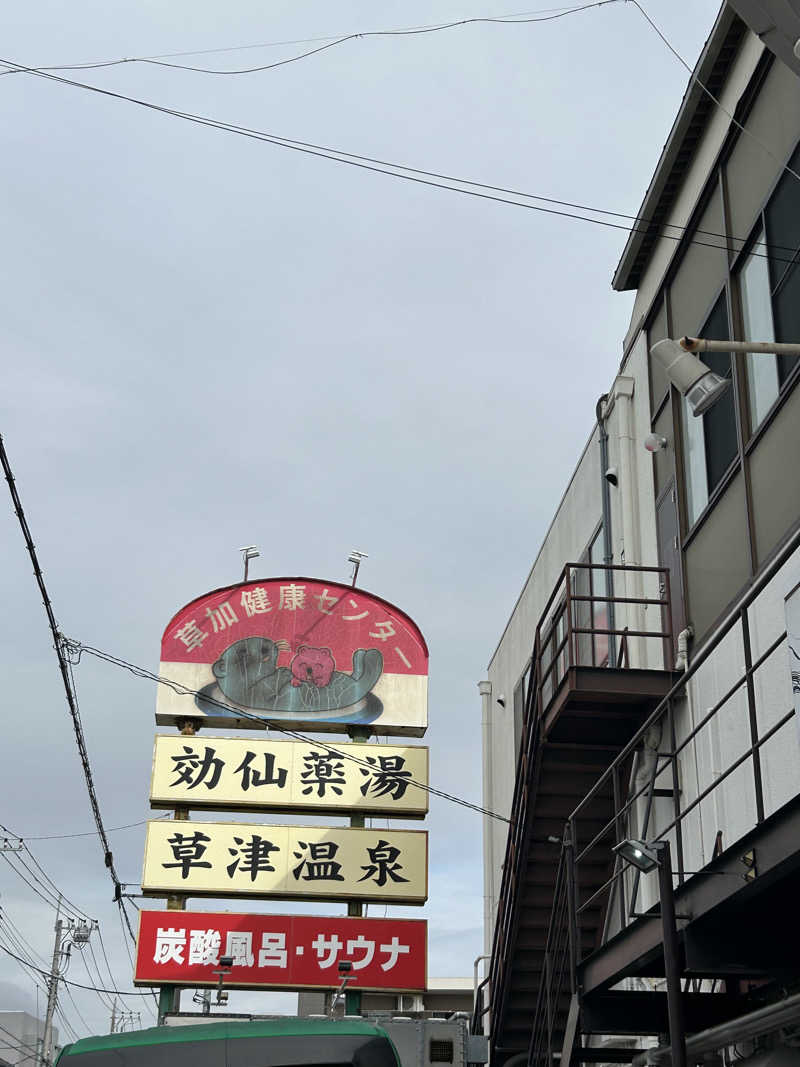 草加健康センター
効仙薬湯
草津温泉
炭酸風呂・サウナ